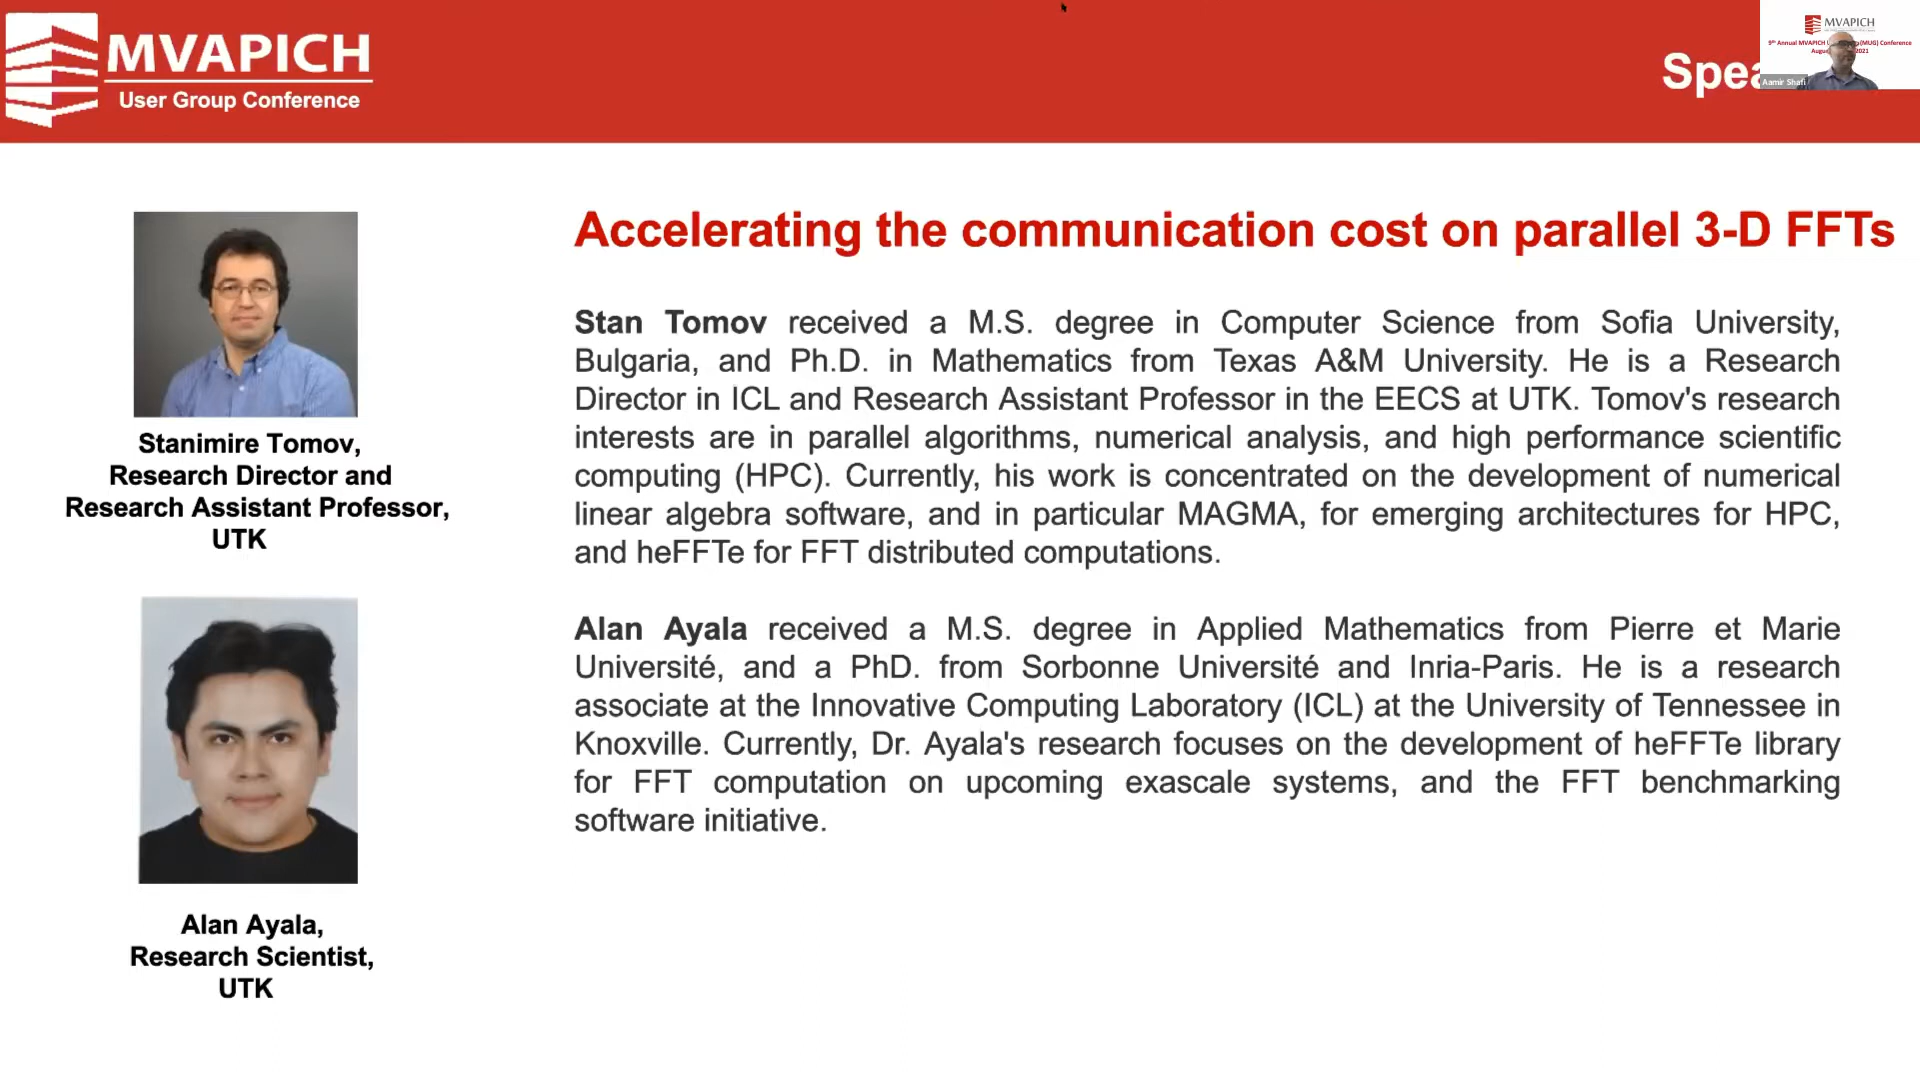 MVAPICH
User Group Conference
Spea
MVAPICH
9th Annual MVAPICH U (MUG) Conference
Augu 2021
Aamir Shafi
Accelerating the communication cost on parallel 3-D FFTs
Stanimire Tomov,
Research Director and
Research Assistant Professor,
UTK
Stan Tomov received a M.S. degree in Computer Science from Sofia University,
Bulgaria, and Ph.D. in Mathematics from Texas A&M University. He is a Research
Director in ICL and Research Assistant Professor in the EECS at UTK. Tomov's research
interests are in parallel algorithms, numerical analysis, and high performance scientific
computing (HPC). Currently, his work is concentrated on the development of numerical
linear algebra software, and in particular MAGMA, for emerging architectures for HPC,
and heFFTe for FFT distributed computations.
Alan Ayala,
Research Scientist,
UTK
Alan Ayala received a M.S. degree in Applied Mathematics from Pierre et Marie
Université, and a PhD. from Sorbonne Université and Inria-Paris. He is a research
associate at the Innovative Computing Laboratory (ICL) at the University of Tennessee in
Knoxville. Currently, Dr. Ayala's research focuses on the development of heFFTe library
for FFT computation on upcoming exascale systems, and the FFT benchmarking
software initiative.